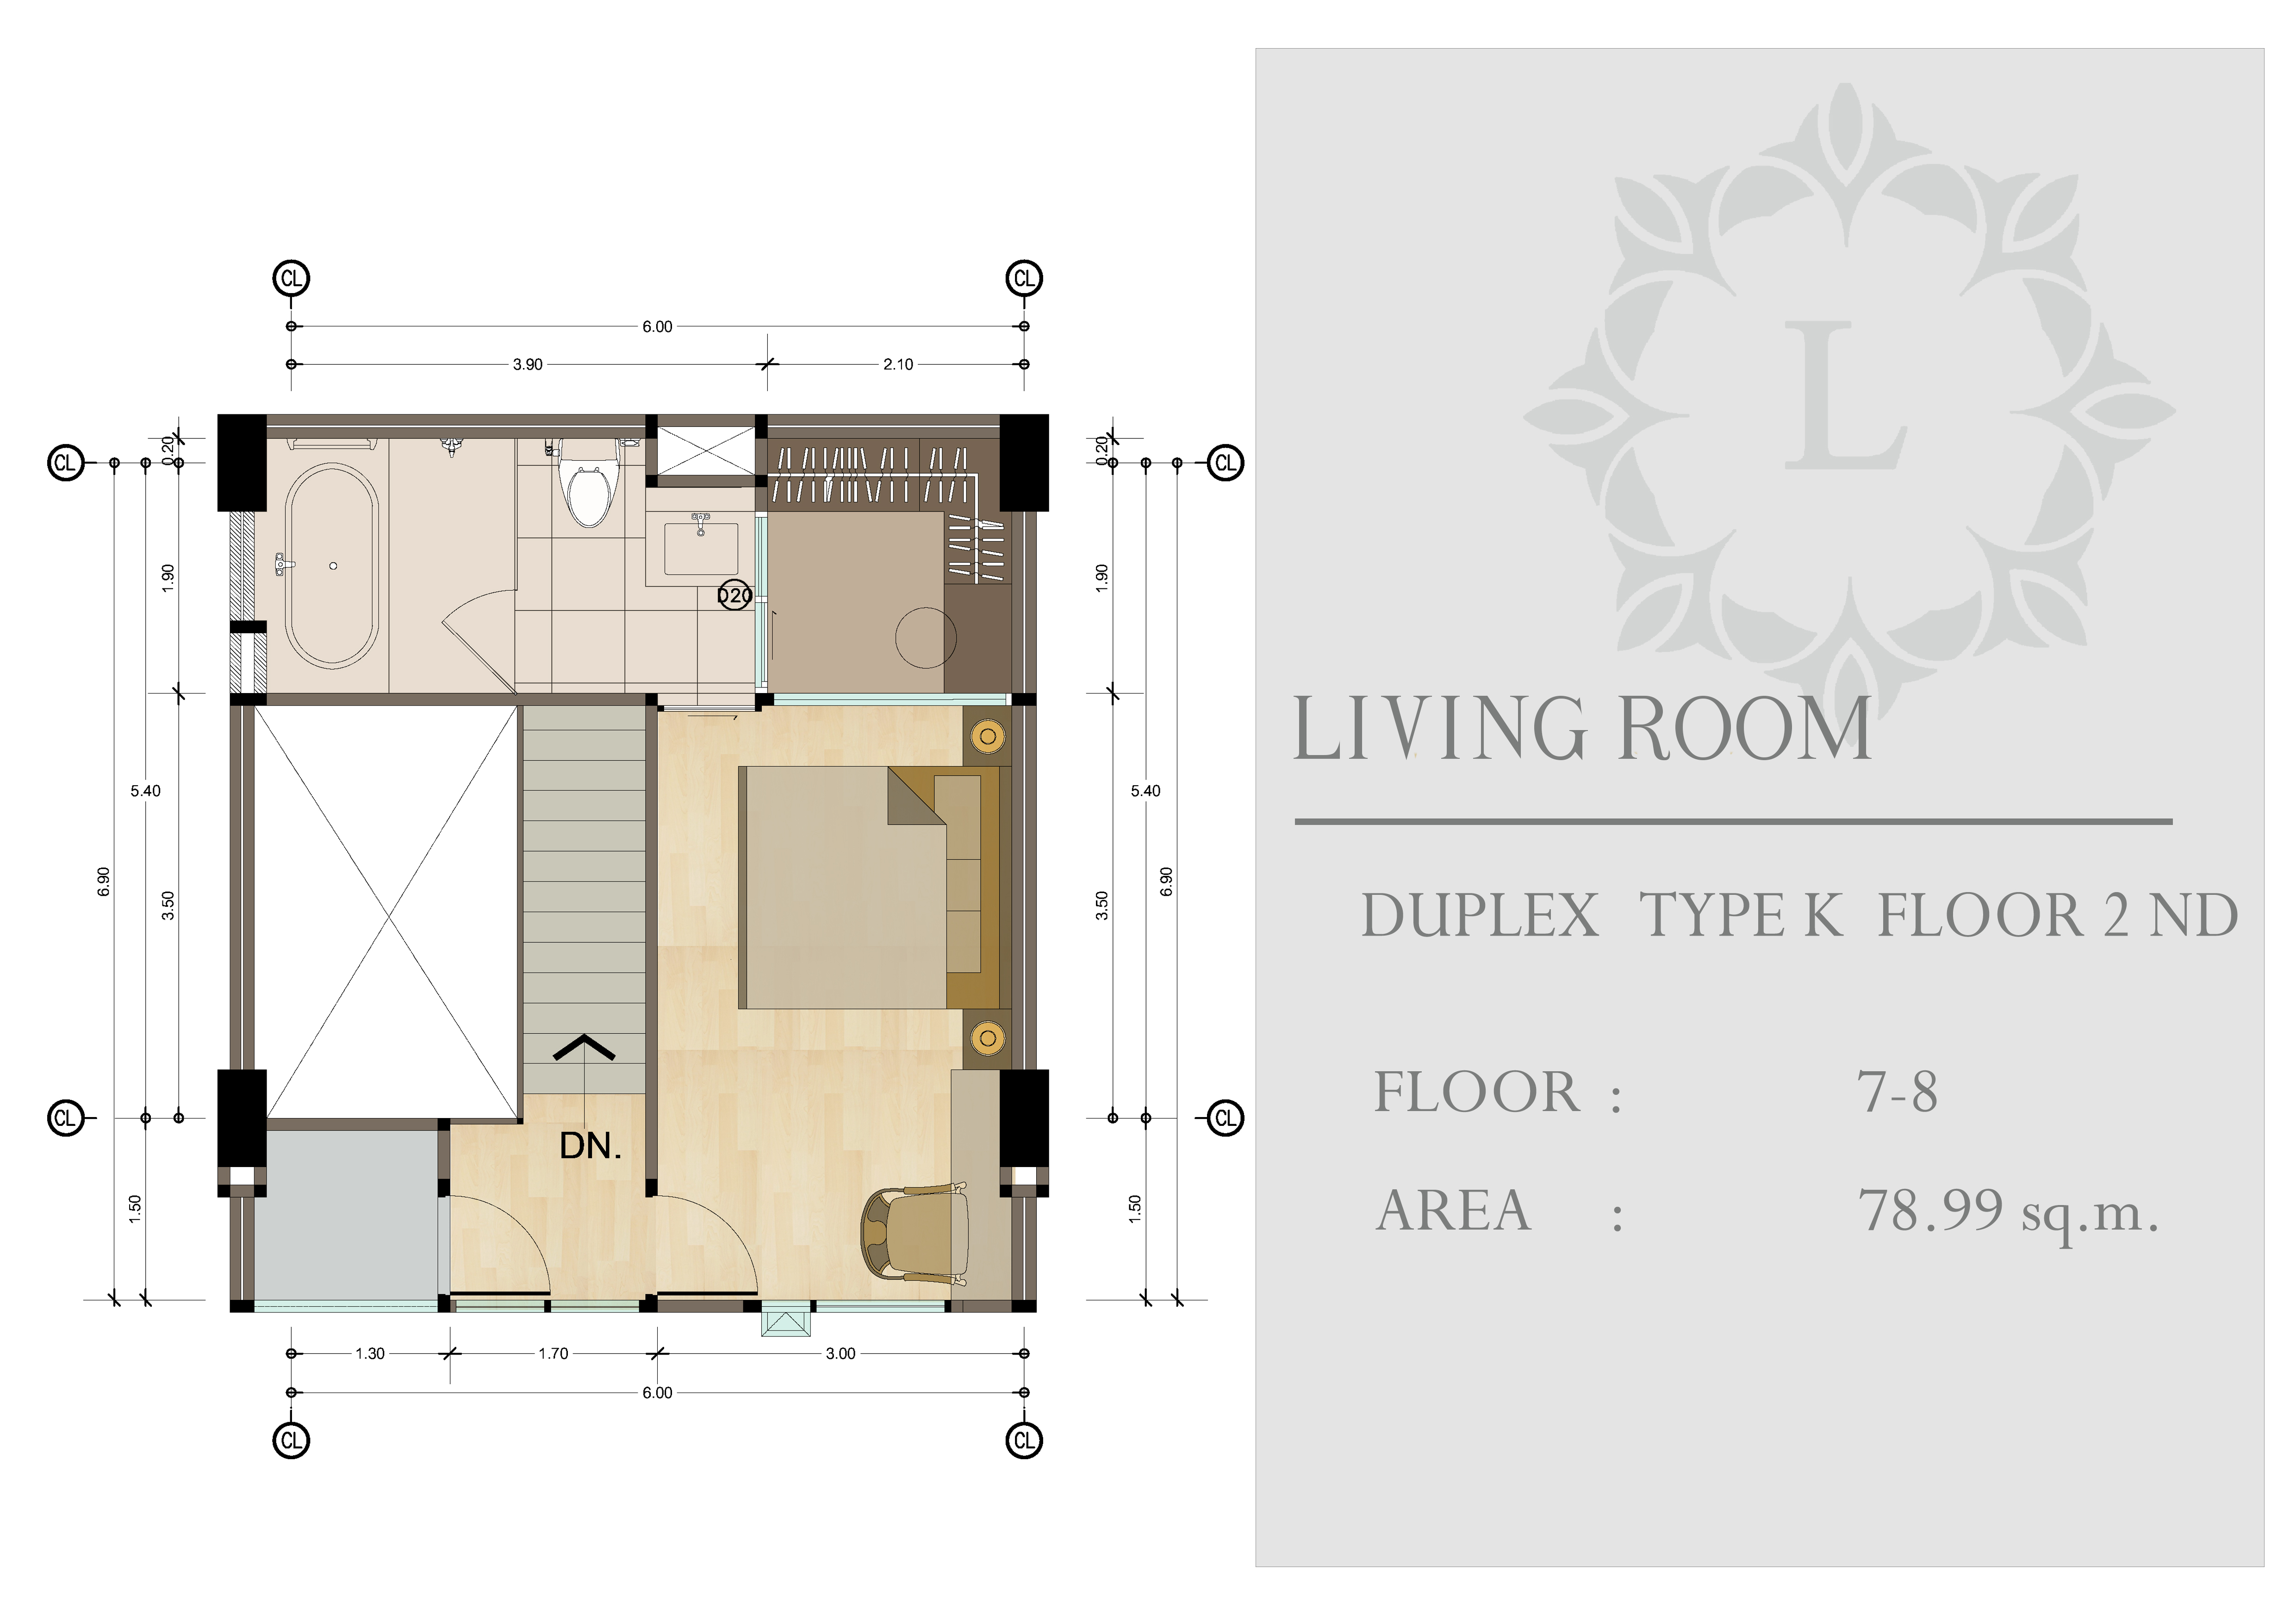 CL CL
6.00
3.90 2.10
0.20 0.20
CL CL
1.90 1.90
D20
5.40 5.40
6.90 6.90
3.50 3.50
CL CL
DN.
1.50 1.50
1.30 1.70 3.00
6.00
CL CL
L
LIVING ROOM
DUPLEX TYPE K FLOOR 2 ND
FLOOR : 7-8
AREA : 78.99 sq.m.